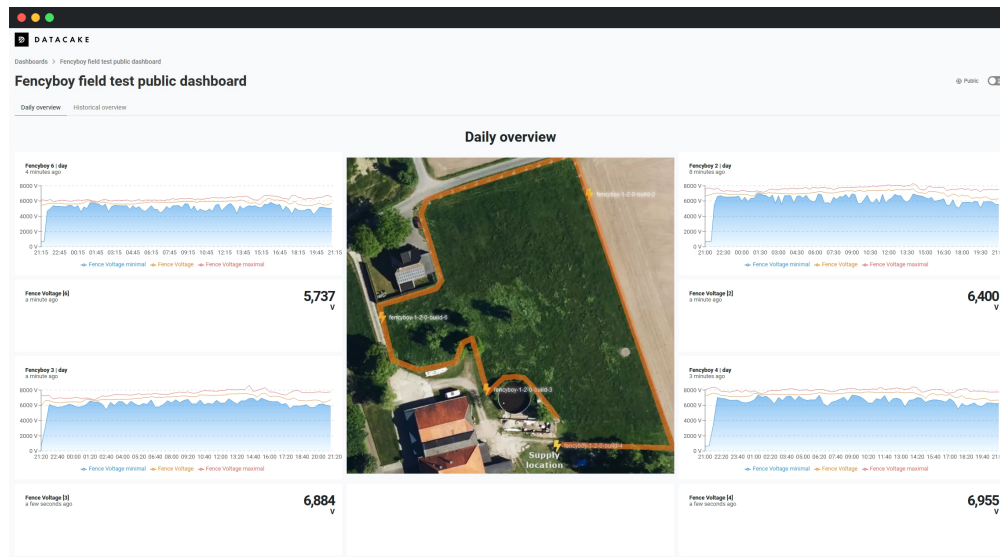 DATACAKE
Dashboards > Fencyboy field test public dashboard
Fencyboy field test public dashboard
Public
Daily overview Historical overview
Daily overview
Fencyboy 6 | day
4 minutes ago
8000 V
6000 V
4000 V
2000 V
0 V
21:15 22:45 00:15 01:45 03:15 04:45 06:15 07:45 09:15 10:45 12:15 13:45 15:15 16:45 18:15 19:45 21:15
Fence Voltage minimal Fence Voltage Fence Voltage maximal
Fence Voltage [6]
a minute ago
5,737
V
Fencyboy 3 | day
a minute ago
8000 V
6000 V
4000 V
2000 V
0 V
21:20 22:40 00:00 01:20 02:40 04:00 05:20 06:40 08:00 09:20 10:40 12:00 13:20 14:40 16:00 17:20 18:40 20:00 21:20
Fence Voltage minimal Fence Voltage Fence Voltage maximal
Fence Voltage [3]
a few seconds ago
6,884
V
fencyboy-1-2-0-build-2
fencyboy-1-2-0-build-6
fencyboy-1-2-0-build-3
fencyboy-1-2-0-build-4
Supply
location
Fencyboy 2 | day
8 minutes ago
8000 V
6000 V
4000 V
2000 V
0 V
21:00 22:30 00:00 01:30 03:00 04:30 06:00 07:30 09:00 10:30 12:00 13:30 15:00 16:30 18:00 19:30
Fence Voltage minimal Fence Voltage Fence Voltage maximal
Fence Voltage [2]
a minute ago
6,400
V
Fencyboy 4 | day
3 minutes ago
8000 V
6000 V
4000 V
2000 V
0 V
21:00 22:20 23:40 01:00 02:20 03:40 05:00 06:20 07:40 09:00 10:20 11:40 13:00 14:20 15:40 17:00 18:20 19:40
Fence Voltage minimal Fence Voltage Fence Voltage maximal
Fence Voltage [4]
a few seconds ago
6,955
V